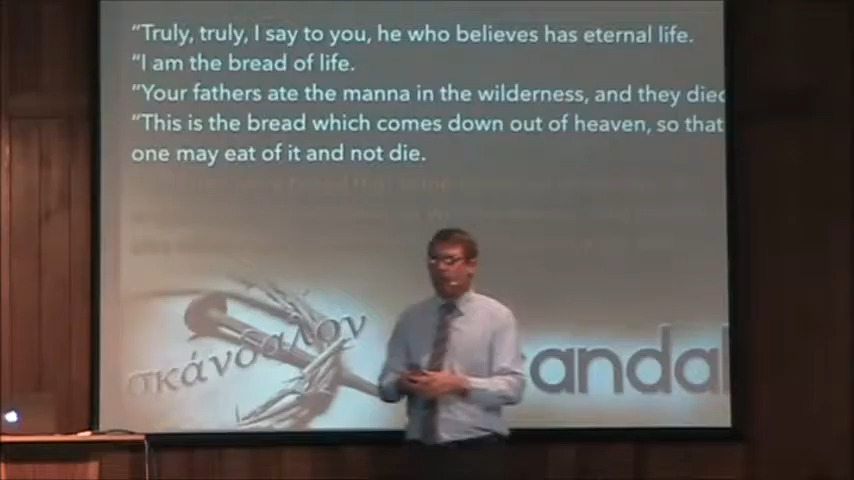 “Truly, truly, I say to you, he who believes has eternal life.
“I am the bread of life.
“Your fathers ate the manna in the wilderness, and they died
“This is the bread which comes down out of heaven, so that
one may eat of it and not die.
σκάνδαλον
candal